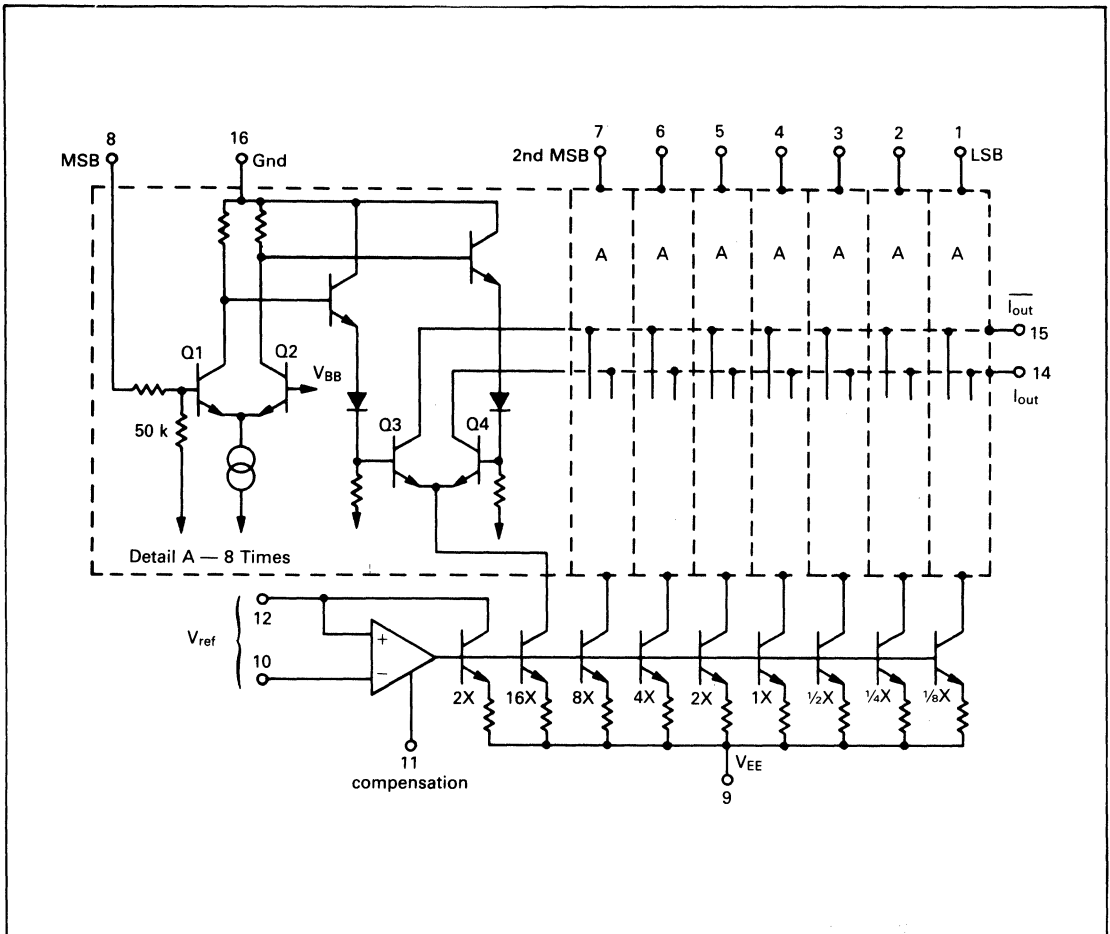 8 16 7 6 5 4 3 2 1
MSB Gnd 2nd MSB LSB
A A A A A A A
I̅o̅u̅t̅
15
Q1 Q2
VBB
14
Iout
50 k
Q3 Q4
Detail A — 8 Times
12
Vref
+
10
−
2X 16X 8X 4X 2X 1X ½X ¼X ⅛X
11
compensation
VEE
9